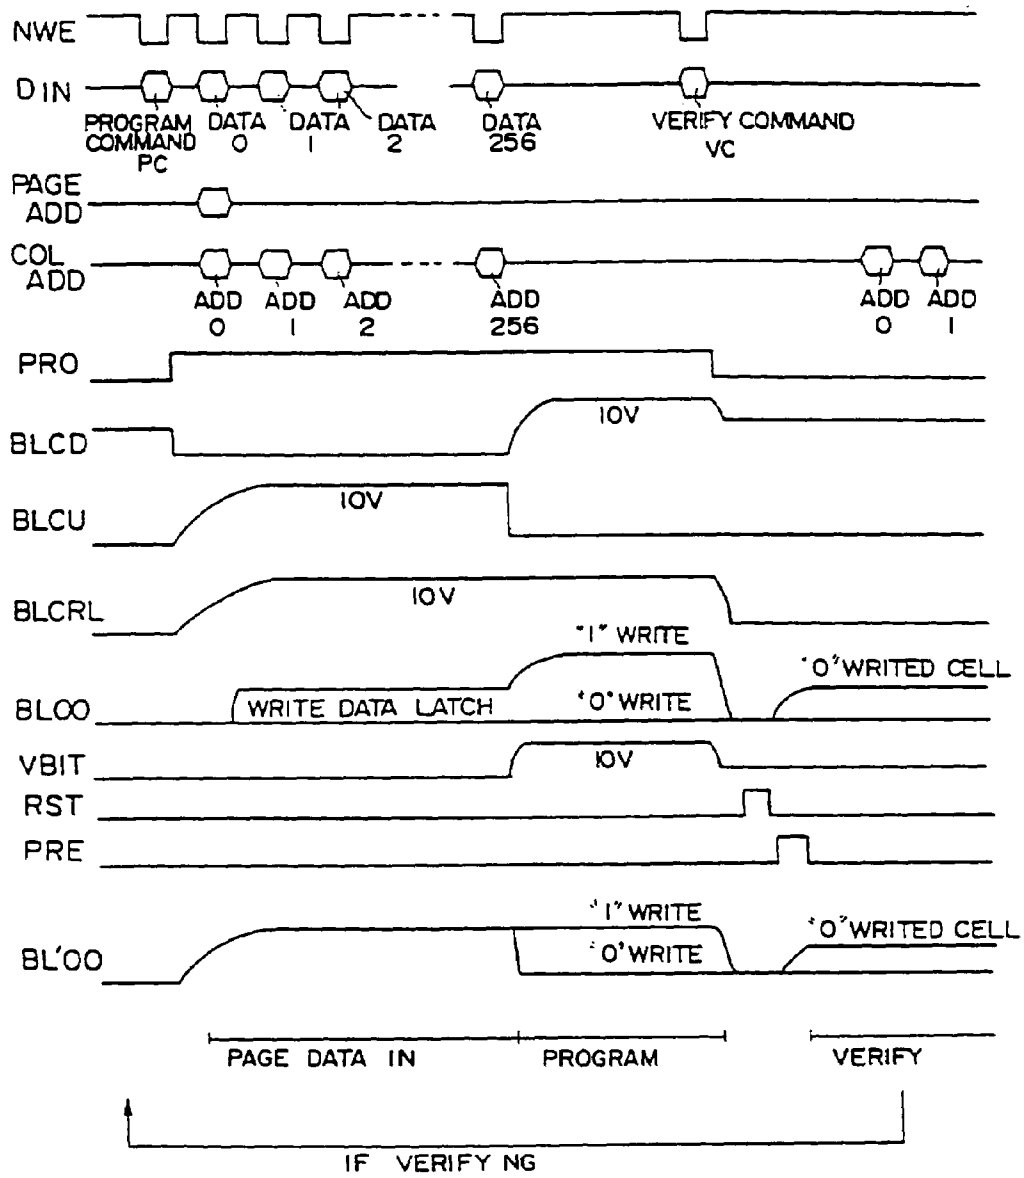 NWE
DIN
PROGRAM COMMAND PC
DATA 0
DATA 1
DATA 2
DATA 256
VERIFY COMMAND VC
PAGE ADD
COL ADD
ADD 0
ADD 1
ADD 2
ADD 256
ADD 0
ADD 1
PRO
BLCD
10V
BLCU
10V
BLCRL
10V
BL00
WRITE DATA LATCH
"1" WRITE
"0" WRITE
"0" WRITED CELL
VBIT
10V
RST
PRE
BL'00
"1" WRITE
"0" WRITE
"0" WRITED CELL
PAGE DATA IN
PROGRAM
VERIFY
IF VERIFY NG